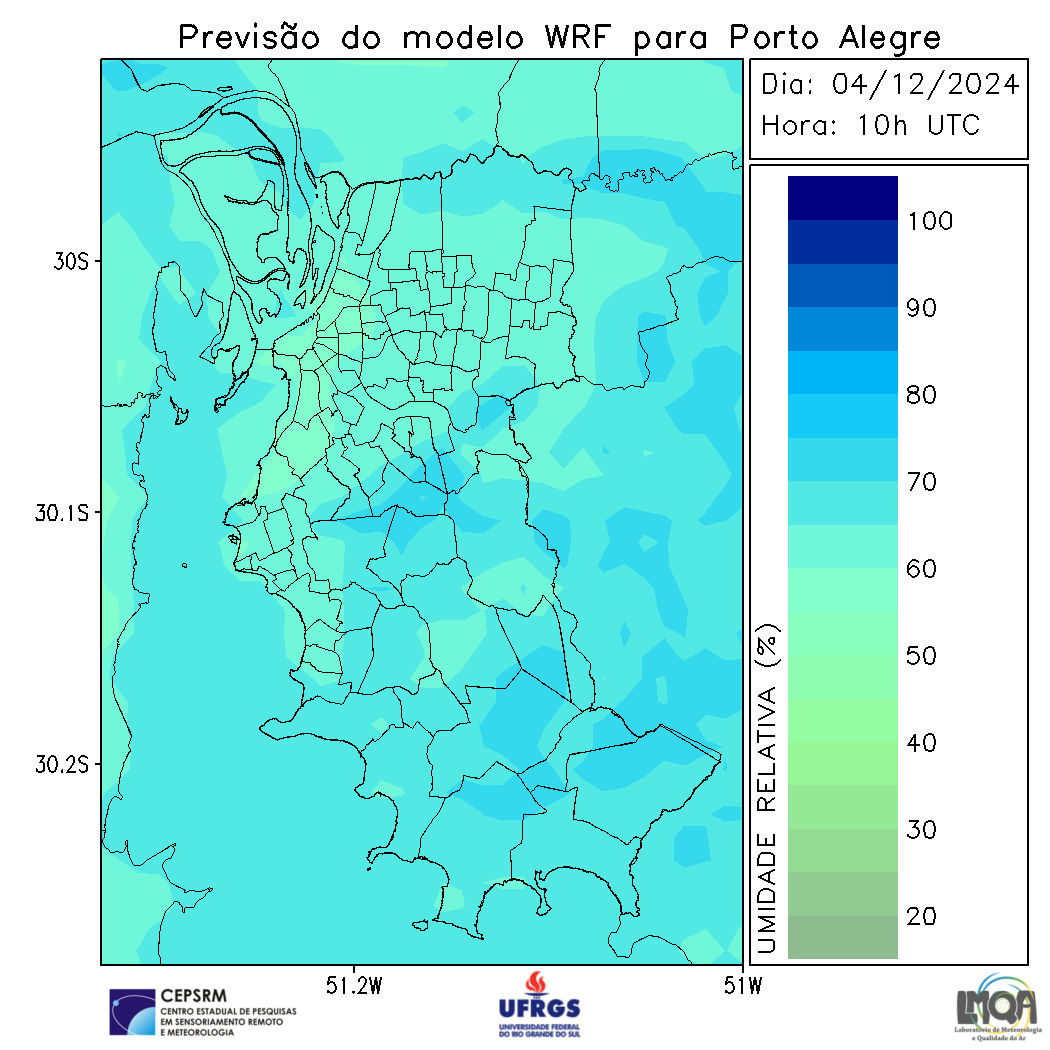 Previsão do modelo WRF para Porto Alegre
Dia: 04/12/2024
Hora: 10h UTC
30S
30.1S
30.2S
51.2W
51W
100
90
80
70
60
50
40
30
20
UMIDADE RELATIVA (%)
CEPSRM
CENTRO ESTADUAL DE PESQUISAS
EM SENSORIAMENTO REMOTO
E METEOROLOGIA
UFRGS
UNIVERSIDADE FEDERAL
DO RIO GRANDE DO SUL
LMQA
Laboratório de Meteorologia
e Qualidade do Ar